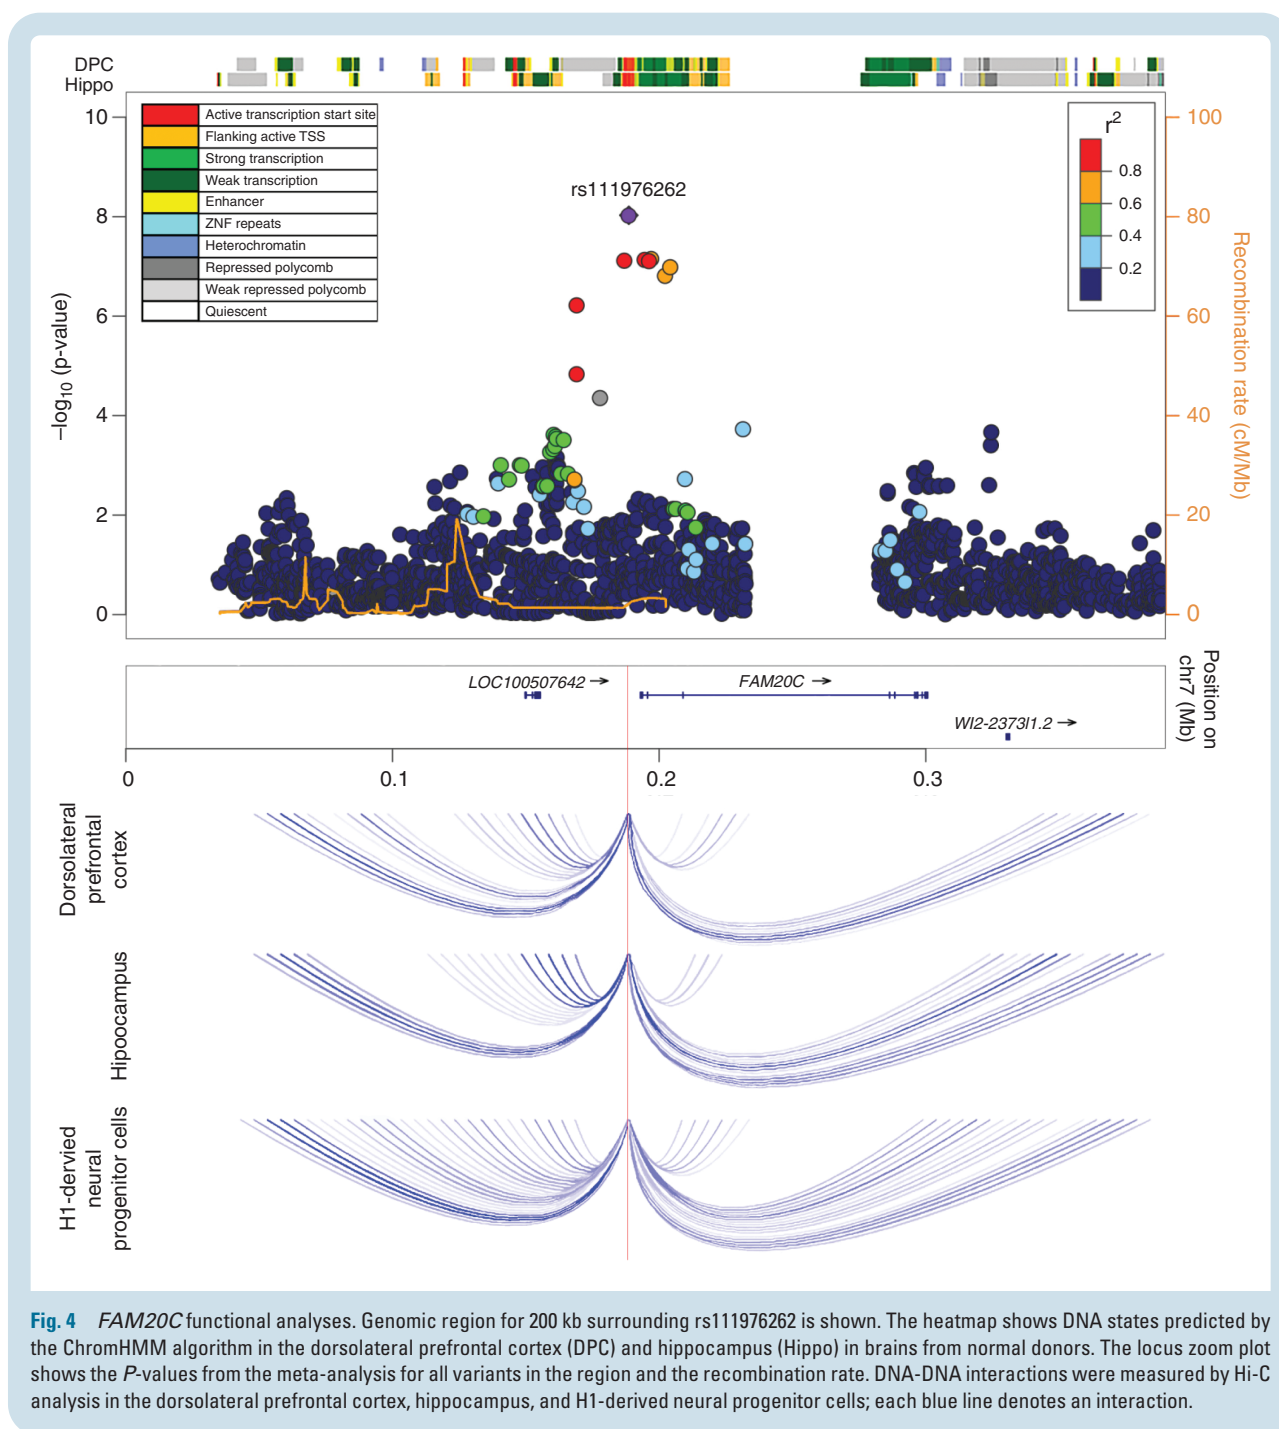 DPC
Hippo
Active transcription start site
Flanking active TSS
Strong transcription
Weak transcription
Enhancer
ZNF repeats
Heterochromatin
Repressed polycomb
Weak repressed polycomb
Quiescent
rs111976262
r2
0.8
0.6
0.4
0.2
10
8
6
4
2
0
–log10 (p-value)
100
80
60
40
20
0
Recombination rate (cM/Mb)
LOC100507642
FAM20C
WI2-2373I1.2
Position on
chr7 (Mb)
0
0.1
0.2
0.3
Dorsolateral
prefrontal
cortex
Hipoocampus
H1-dervied
neural
progenitor cells
Fig. 4 FAM20C functional analyses. Genomic region for 200 kb surrounding rs111976262 is shown. The heatmap shows DNA states predicted by
the ChromHMM algorithm in the dorsolateral prefrontal cortex (DPC) and hippocampus (Hippo) in brains from normal donors. The locus zoom plot
shows the P-values from the meta-analysis for all variants in the region and the recombination rate. DNA-DNA interactions were measured by Hi-C
analysis in the dorsolateral prefrontal cortex, hippocampus, and H1-derived neural progenitor cells; each blue line denotes an interaction.